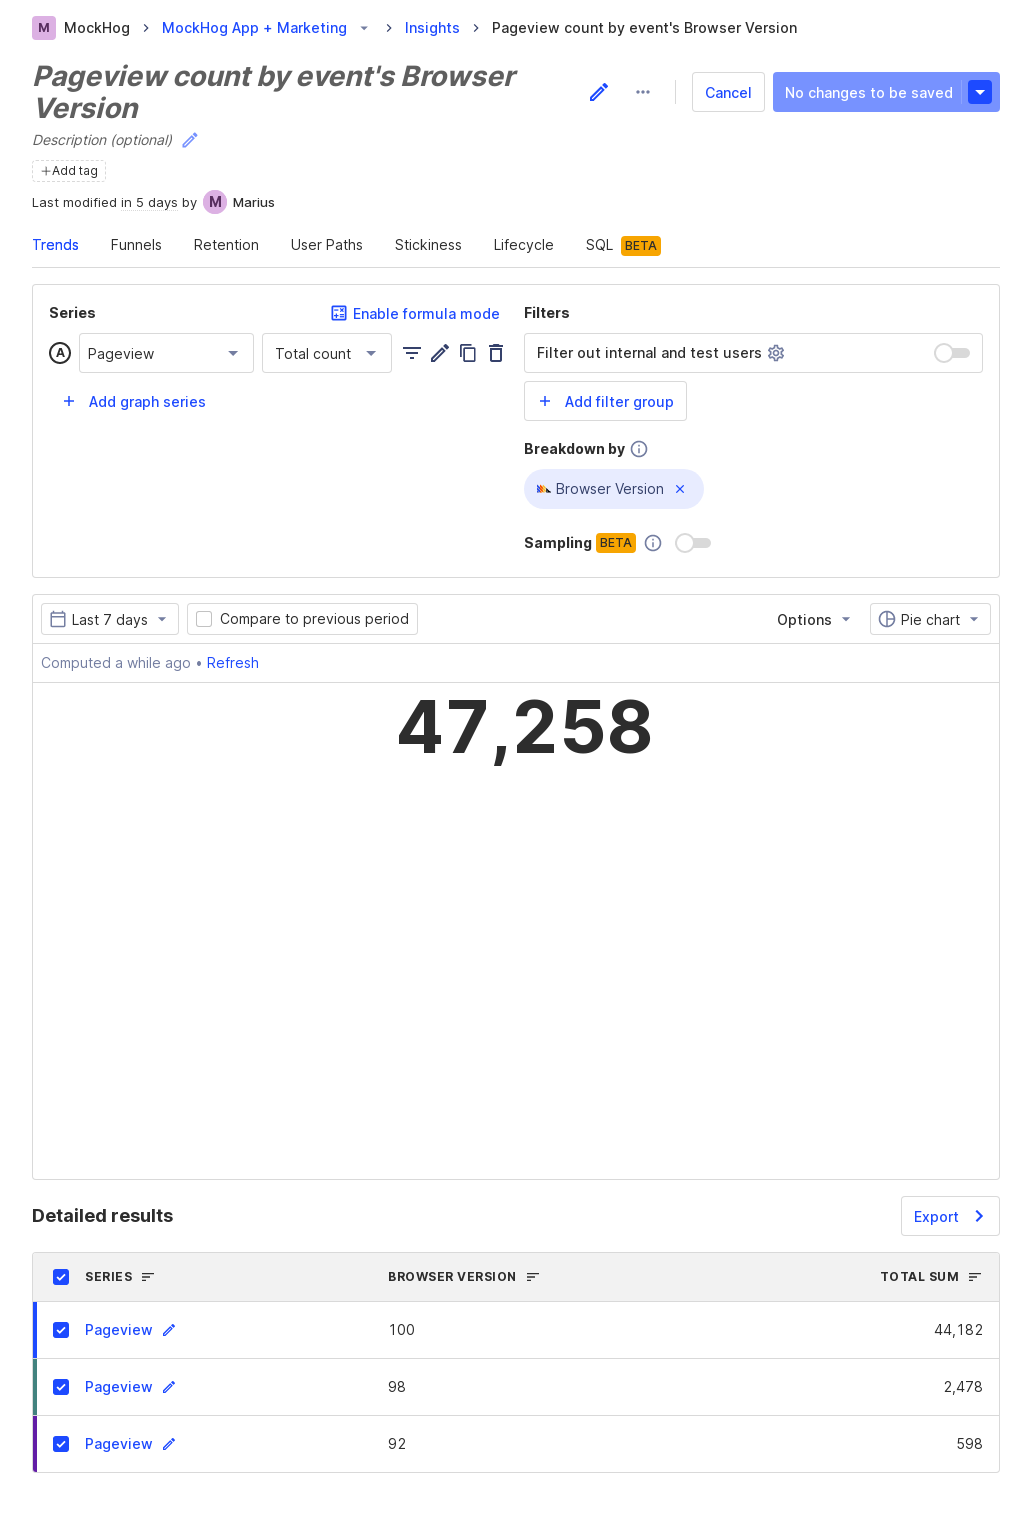 M MockHog MockHog App + Marketing Insights Pageview count by event's Browser Version
Pageview count by event's Browser
Version
Cancel
No changes to be saved
Description (optional)
Add tag
Last modified in 5 days by M Marius
Trends Funnels Retention User Paths Stickiness Lifecycle SQL BETA
Series Enable formula mode
A Pageview Total count
Add graph series
Filters
Filter out internal and test users
Add filter group
Breakdown by
Browser Version
Sampling BETA
Last 7 days Compare to previous period Options Pie chart
Computed a while ago • Refresh
47,258
Detailed results Export
SERIES BROWSER VERSION TOTAL SUM
Pageview 100 44,182
Pageview 98 2,478
Pageview 92 598